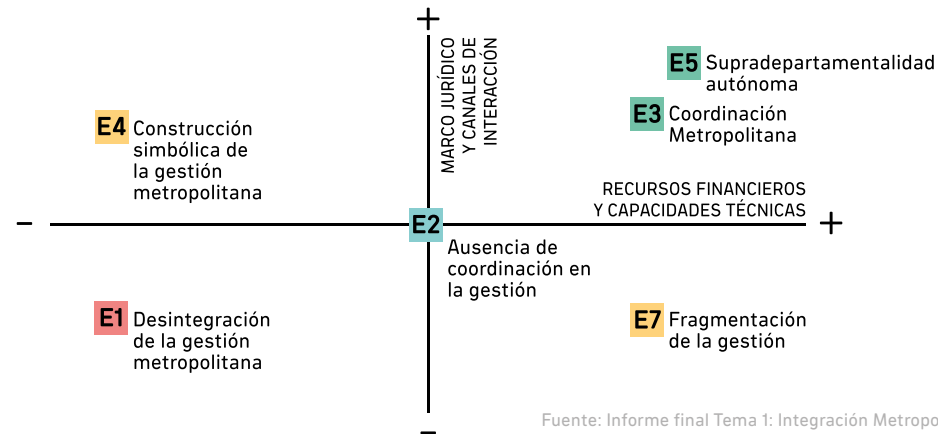 +
MARCO JURÍDICO
Y CANALES DE
INTERACCIÓN
E5 Supradepartamentalidad
autónoma
E3 Coordinación
Metropolitana
E4 Construcción
simbólica de
la gestión
metropolitana
RECURSOS FINANCIEROS
Y CAPACIDADES TÉCNICAS
– +
E2
Ausencia de
coordinación en
la gestión
E1 Desintegración
de la gestión
metropolitana
E7 Fragmentación
de la gestión
Fuente: Informe final Tema 1: Integración Metropo
–